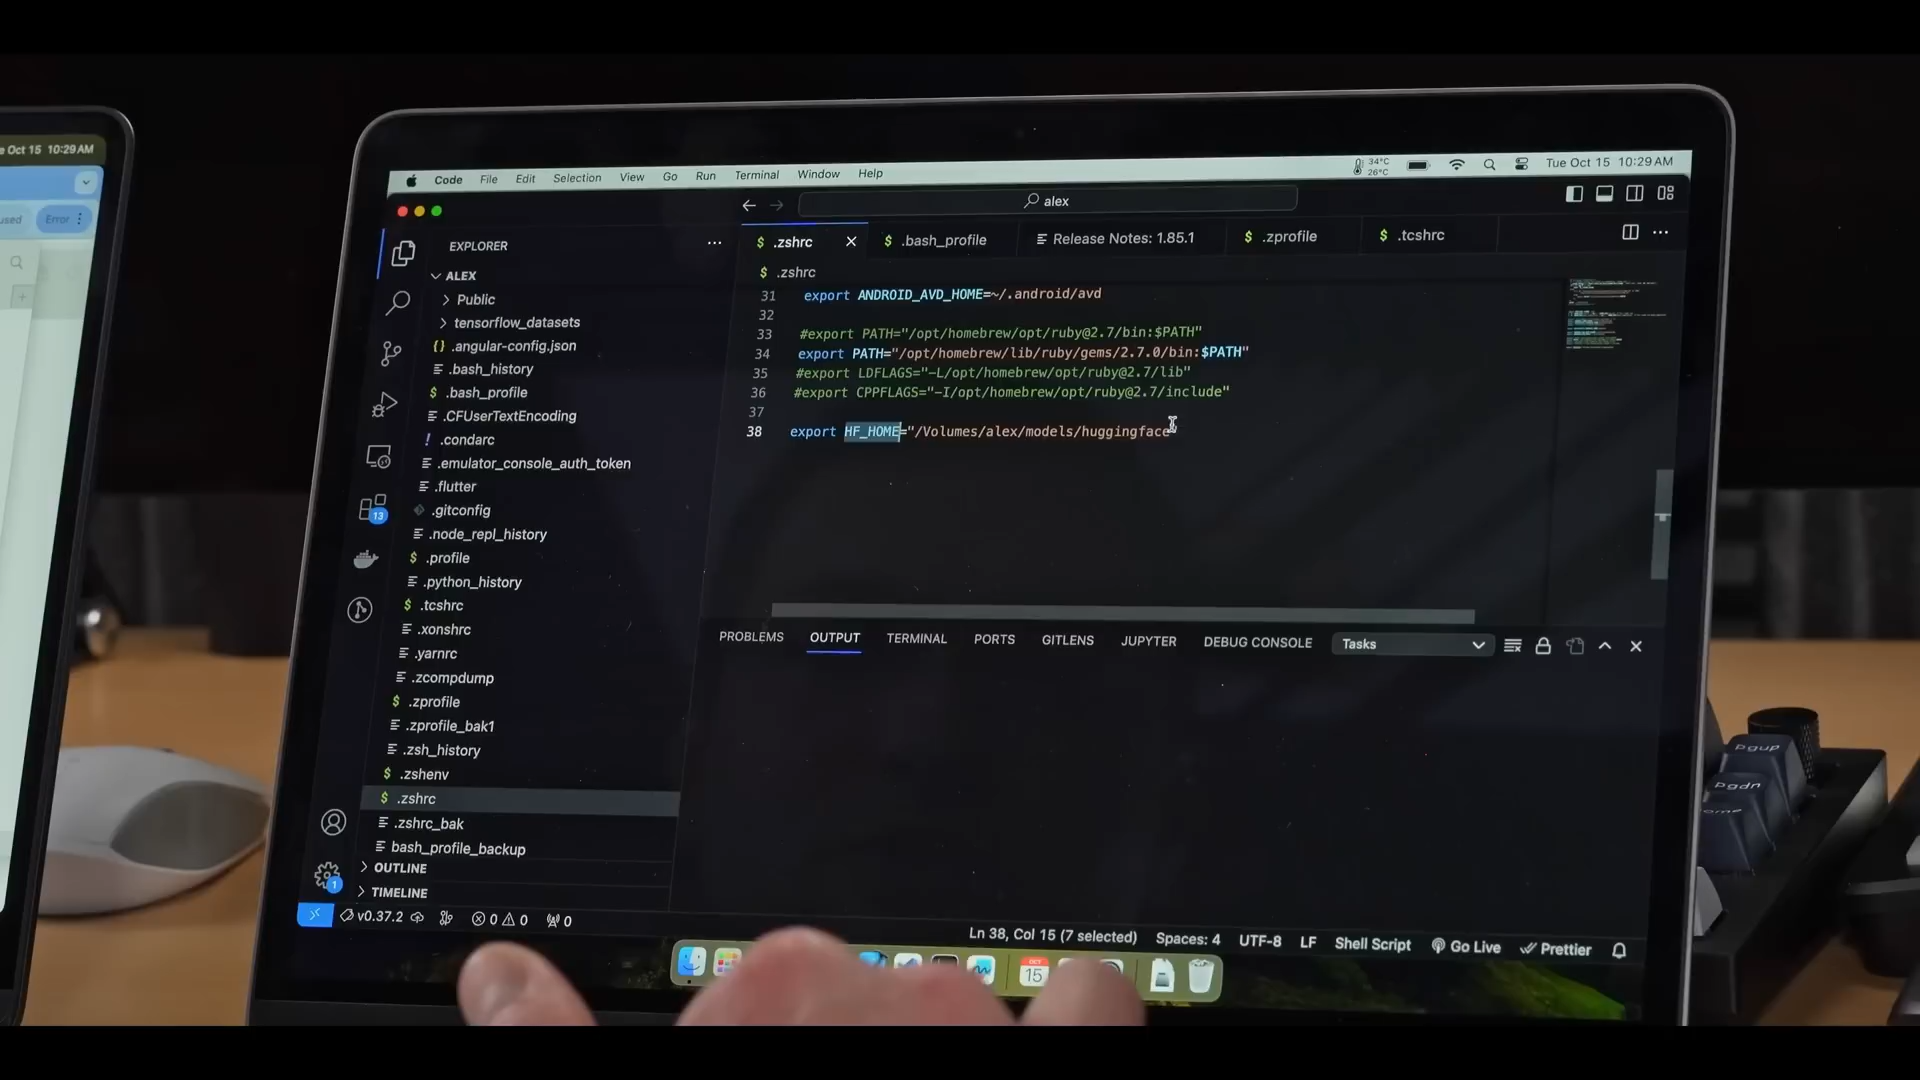 e Oct 15 10:29 AM
used
Error
Code File Edit Selection View Go Run Terminal Window Help
34°C
26°C
Tue Oct 15 10:29 AM
alex
EXPLORER
ALEX
Public
tensorflow_datasets
{} .angular-config.json
.bash_history
$ .bash_profile
.CFUserTextEncoding
! .condarc
.emulator_console_auth_token
.flutter
.gitconfig
.node_repl_history
$ .profile
.python_history
$ .tcshrc
.xonshrc
.yarnrc
.zcompdump
$ .zprofile
.zprofile_bak1
.zsh_history
$ .zshenv
$ .zshrc
.zshrc_bak
bash_profile_backup
OUTLINE
TIMELINE
13
1
$ .zshrc
$ .bash_profile
Release Notes: 1.85.1
$ .zprofile
$ .tcshrc
$ .zshrc
31 export ANDROID_AVD_HOME=~/.android/avd
32
33 #export PATH="/opt/homebrew/opt/ruby@2.7/bin:$PATH"
34 export PATH="/opt/homebrew/lib/ruby/gems/2.7.0/bin:$PATH"
35 #export LDFLAGS="-L/opt/homebrew/opt/ruby@2.7/lib"
36 #export CPPFLAGS="-I/opt/homebrew/opt/ruby@2.7/include"
37
38 export HF_HOME="/Volumes/alex/models/huggingface"
PROBLEMS OUTPUT TERMINAL PORTS GITLENS JUPYTER DEBUG CONSOLE Tasks
v0.37.2 0 0 0
Ln 38, Col 15 (7 selected) Spaces: 4 UTF-8 LF Shell Script Go Live Prettier
OCT
15
pgup
pgdn